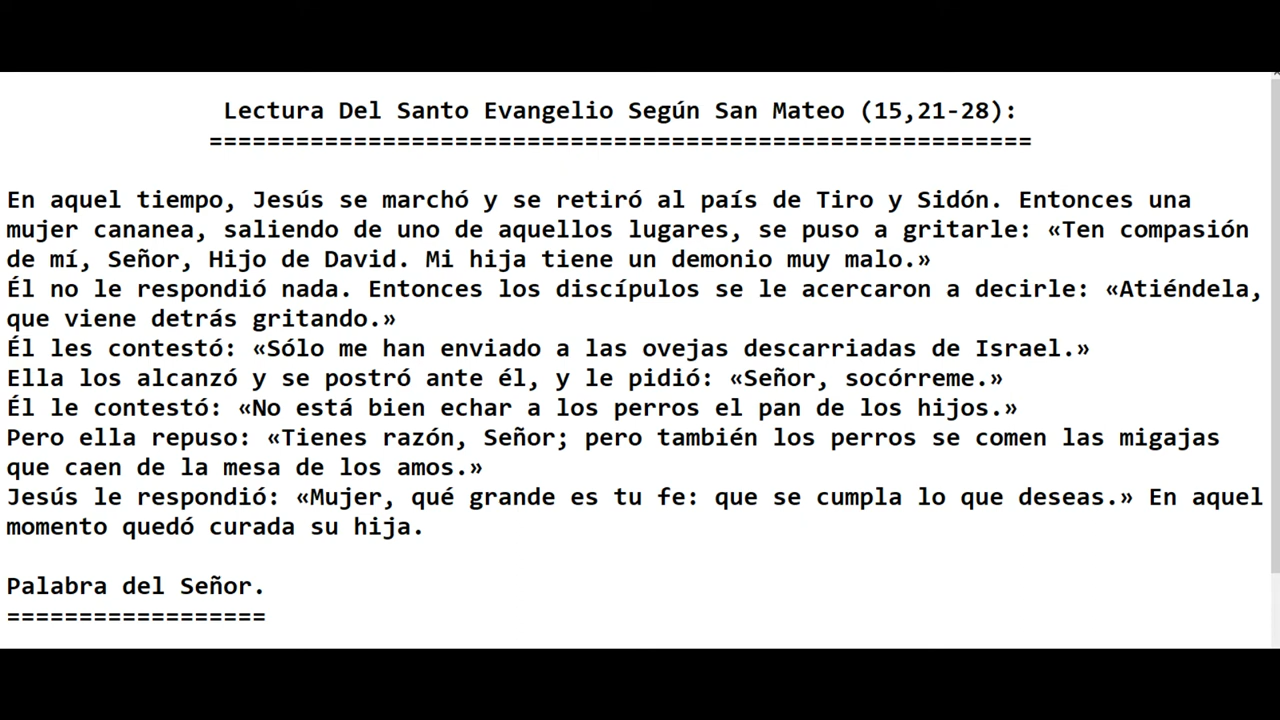 Lectura Del Santo Evangelio Según San Mateo (15,21-28):
=========================================================
En aquel tiempo, Jesús se marchó y se retiró al país de Tiro y Sidón. Entonces una
mujer cananea, saliendo de uno de aquellos lugares, se puso a gritarle: «Ten compasión
de mí, Señor, Hijo de David. Mi hija tiene un demonio muy malo.»
Él no le respondió nada. Entonces los discípulos se le acercaron a decirle: «Atiéndela,
que viene detrás gritando.»
Él les contestó: «Sólo me han enviado a las ovejas descarriadas de Israel.»
Ella los alcanzó y se postró ante él, y le pidió: «Señor, socórreme.»
Él le contestó: «No está bien echar a los perros el pan de los hijos.»
Pero ella repuso: «Tienes razón, Señor; pero también los perros se comen las migajas
que caen de la mesa de los amos.»
Jesús le respondió: «Mujer, qué grande es tu fe: que se cumpla lo que deseas.» En aquel
momento quedó curada su hija.
Palabra del Señor.
==================